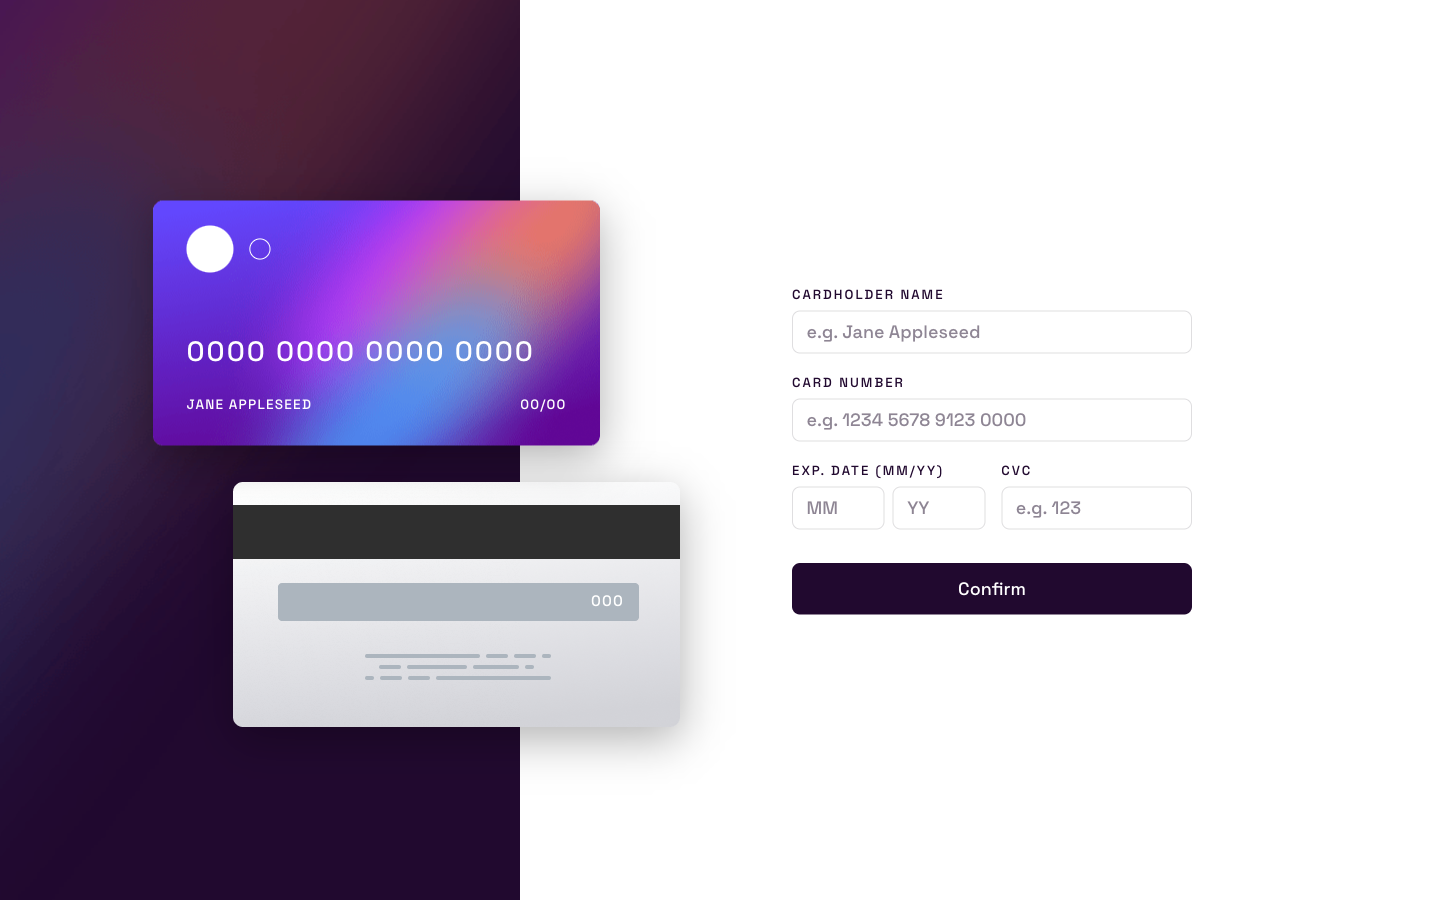 0000 0000 0000 0000
JANE APPLESEED 00/00
000
CARDHOLDER NAME
e.g. Jane Appleseed
CARD NUMBER
e.g. 1234 5678 9123 0000
EXP. DATE (MM/YY) CVC
MM YY e.g. 123
Confirm